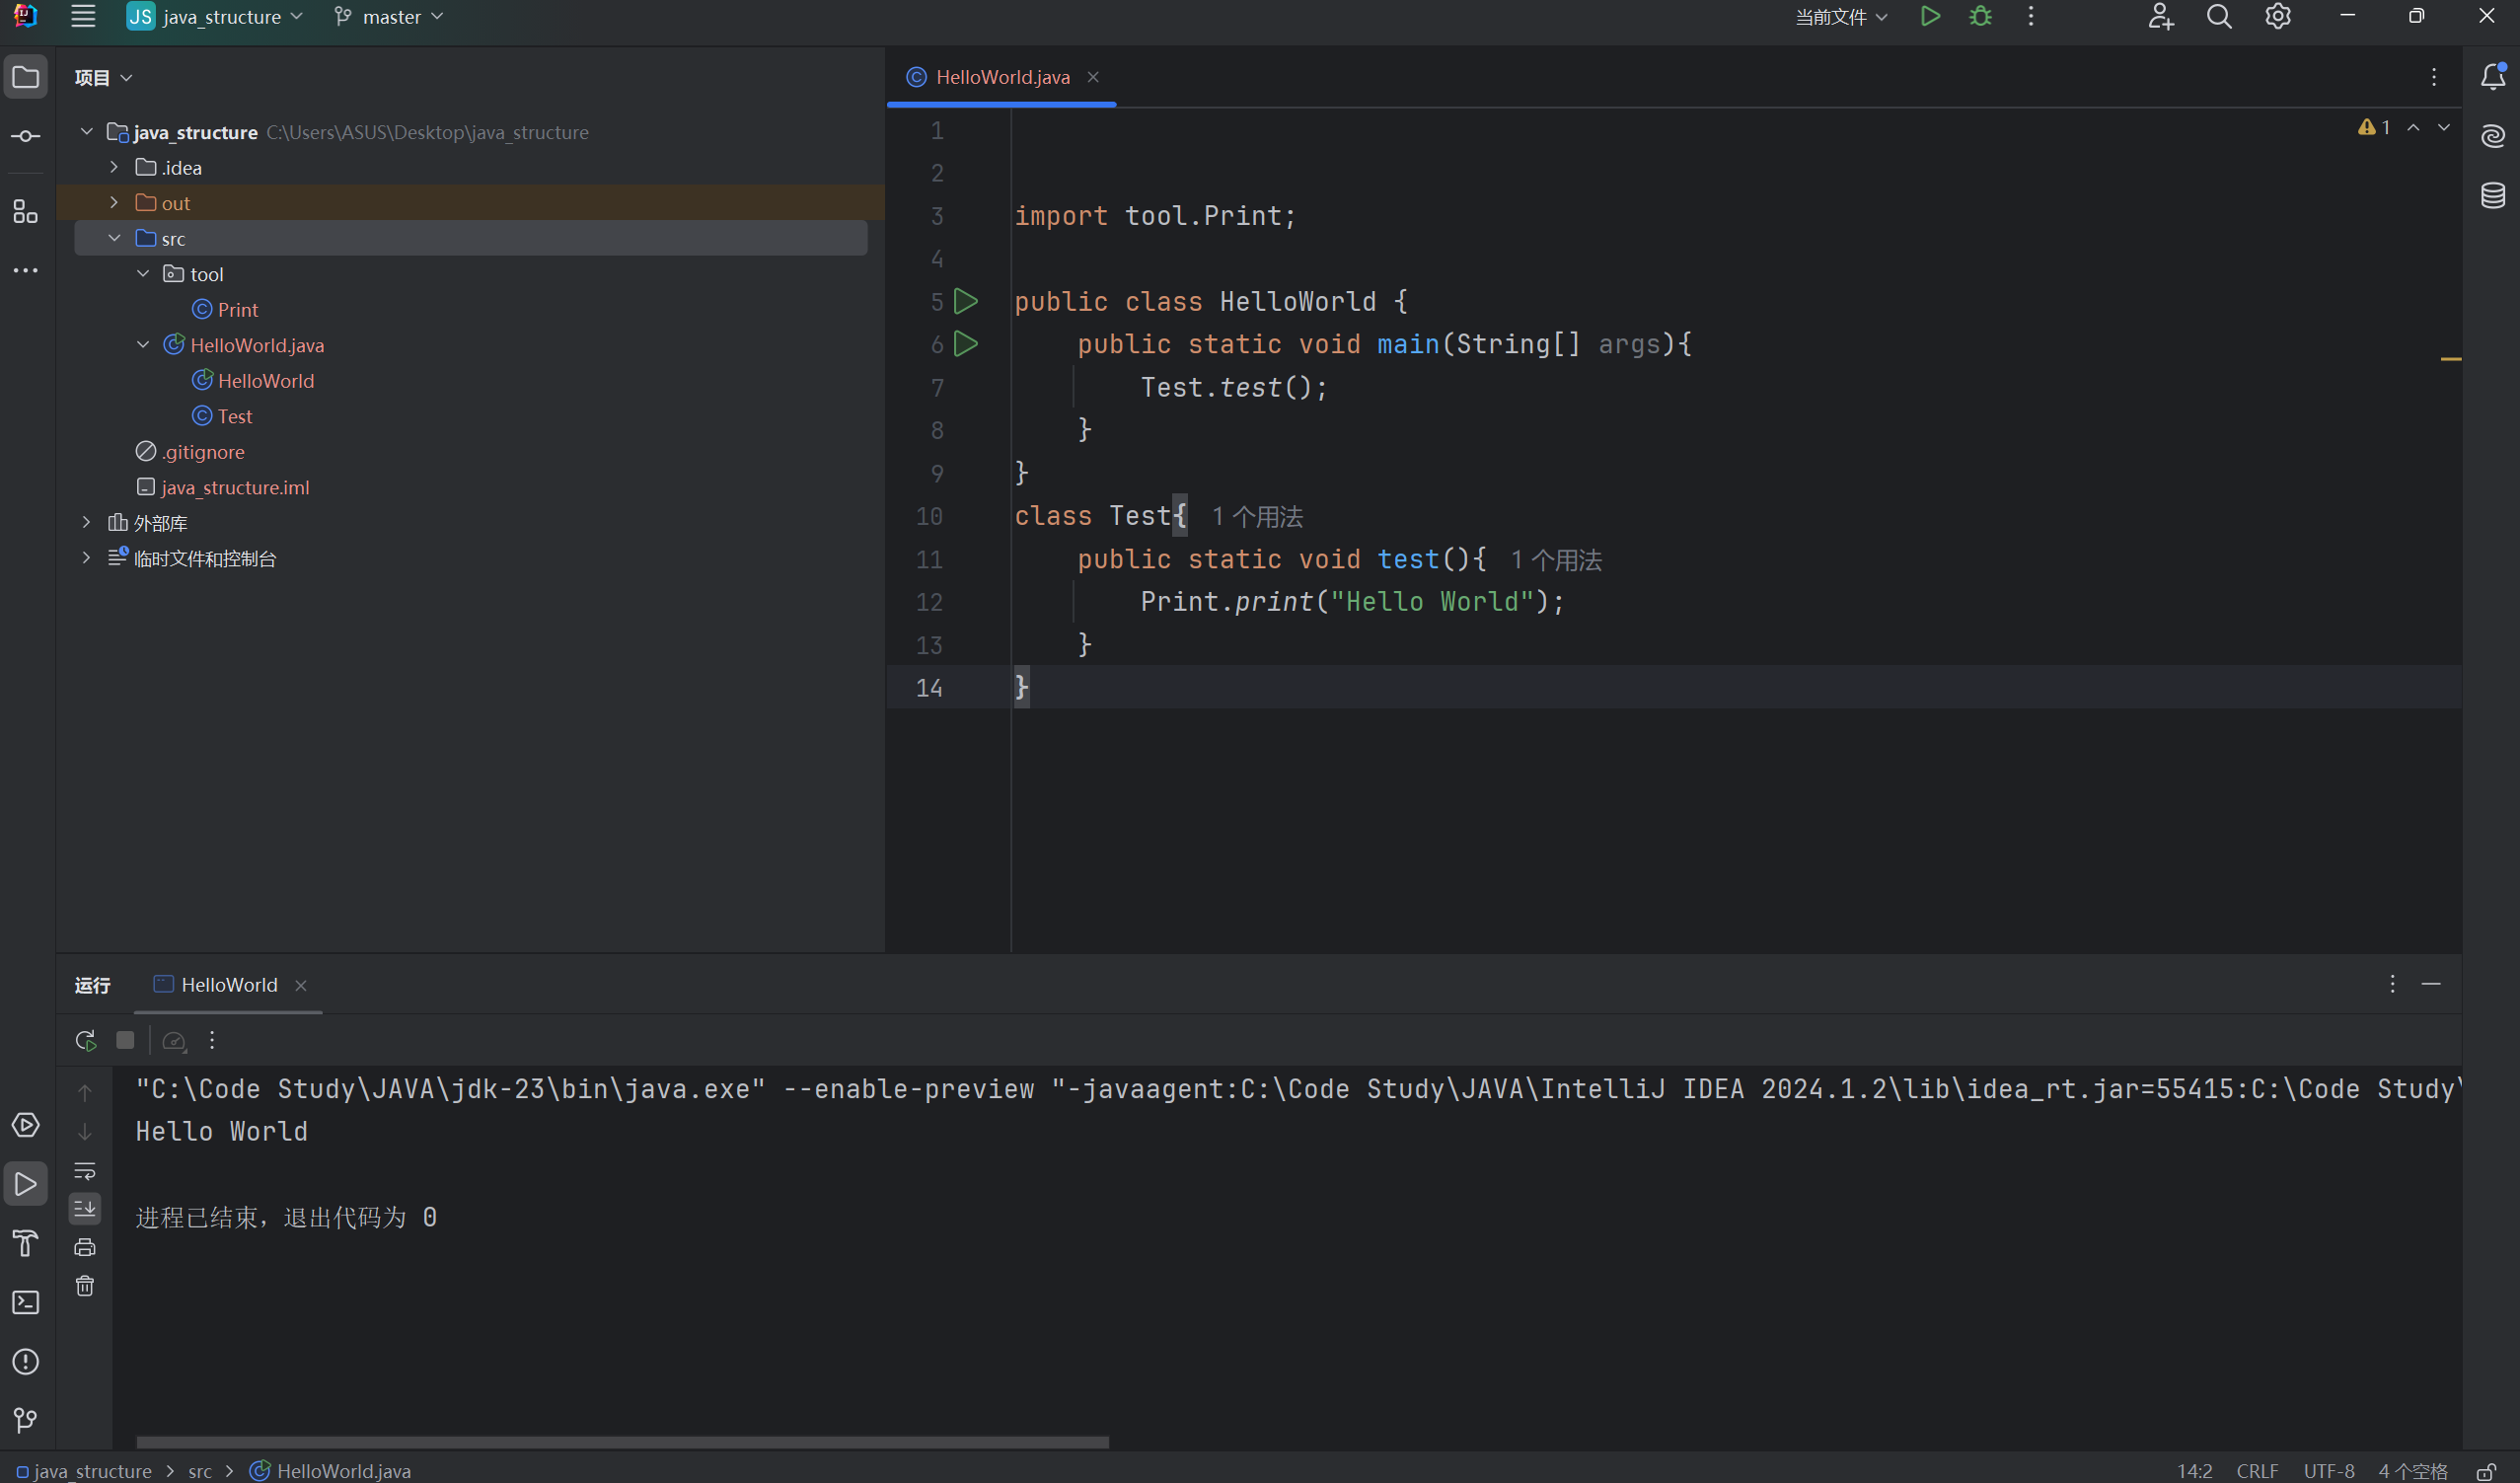 JS java_structure master 当前文件
项目
java_structure C:\Users\ASUS\Desktop\java_structure
.idea
out
src
tool
Print
HelloWorld.java
HelloWorld
Test
.gitignore
java_structure.iml
外部库
临时文件和控制台
HelloWorld.java
1
1
2
3 import tool.Print;
4
5 public class HelloWorld {
6 public static void main(String[] args){
7 Test.test();
8 }
9 }
10 class Test{ 1 个用法
11 public static void test(){ 1 个用法
12 Print.print("Hello World");
13 }
14 }
运行 HelloWorld
"C:\Code Study\JAVA\jdk-23\bin\java.exe" --enable-preview "-javaagent:C:\Code Study\JAVA\IntelliJ IDEA 2024.1.2\lib\idea_rt.jar=55415:C:\Code Study\
Hello World
进程已结束，退出代码为 0
java_structure > src > HelloWorld.java 14:2 CRLF UTF-8 4 个空格